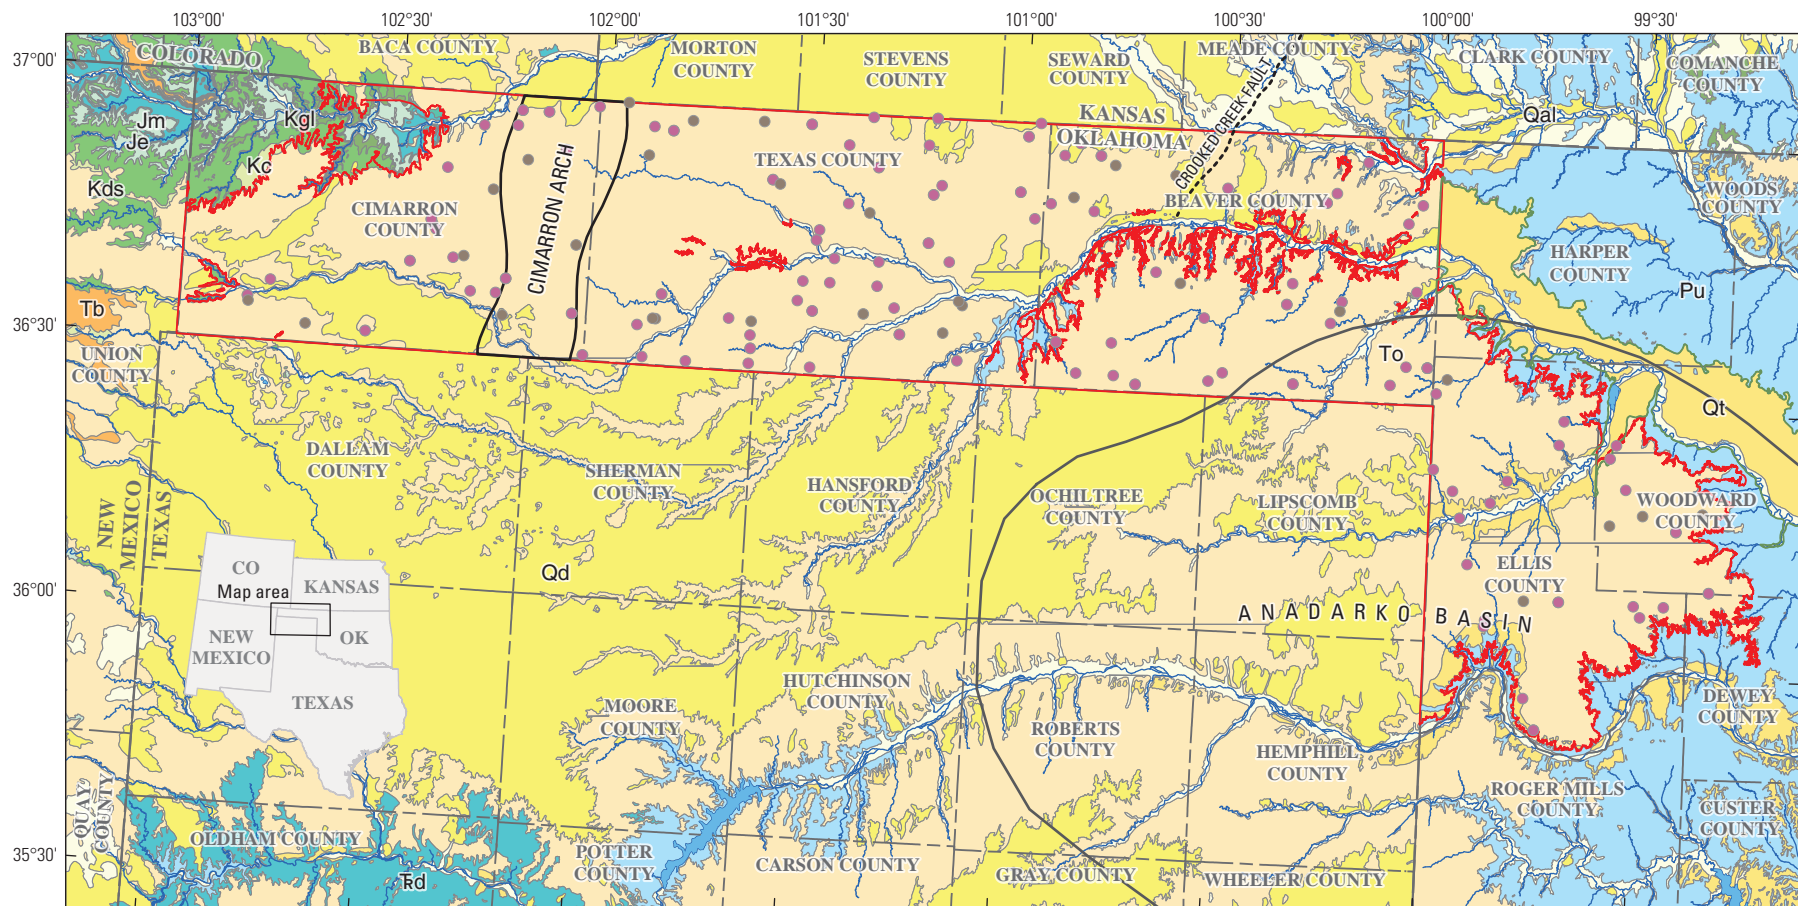 103°00'
102°30'
102°00'
101°30'
101°00'
100°30'
100°00'
99°30'
37°00'
36°30'
36°00'
35°30'
COLORADO
BACA COUNTY
MORTON
COUNTY
STEVENS
COUNTY
SEWARD
COUNTY
MEADE COUNTY
CLARK COUNTY
COMANCHE
COUNTY
KANSAS
OKLAHOMA
CROOKED CREEK FAULT
Jm
Je
Kgl
Kc
Kds
Qal
CIMARRON
COUNTY
CIMARRON ARCH
TEXAS COUNTY
BEAVER COUNTY
WOODS
COUNTY
HARPER
COUNTY
Pu
Tb
To
Qt
UNION
COUNTY
DALLAM
COUNTY
SHERMAN
COUNTY
HANSFORD
COUNTY
OCHILTREE
COUNTY
LIPSCOMB
COUNTY
WOODWARD
COUNTY
ELLIS
COUNTY
NEW
MEXICO
TEXAS
Qd
ANADARKO BASIN
CO
KANSAS
Map area
NEW
MEXICO
OK
TEXAS
MOORE
COUNTY
HUTCHINSON
COUNTY
ROBERTS
COUNTY
HEMPHILL
COUNTY
DEWEY
COUNTY
ROGER MILLS
COUNTY
CUSTER
COUNTY
QUAY
COUNTY
OLDHAM COUNTY
POTTER
COUNTY
CARSON COUNTY
GRAY COUNTY
WHEELER COUNTY
Ꞧd